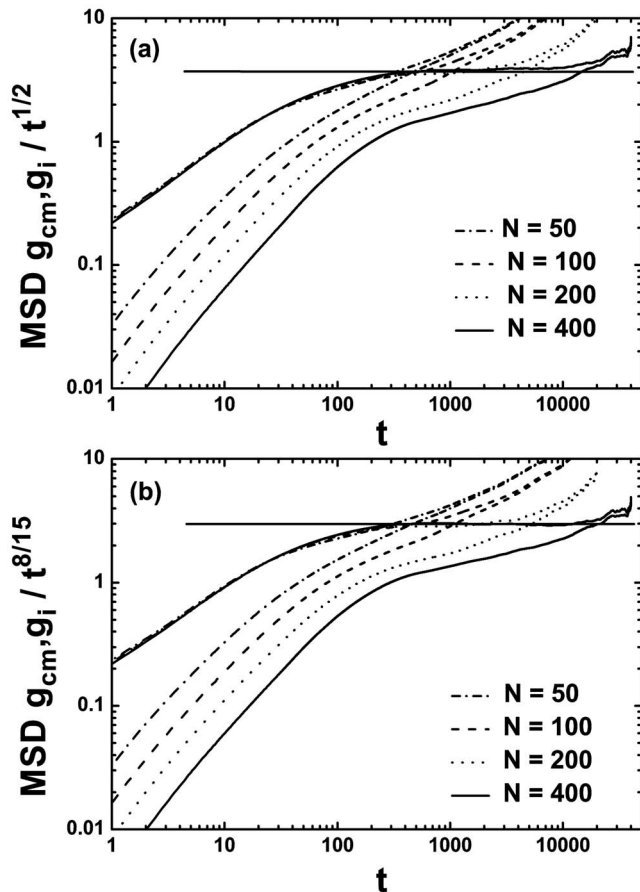 (a)
10
1
0.1
0.01
MSD g_cm,g_i / t^1/2
N = 50
N = 100
N = 200
N = 400
1 10 100 1000 10000
t
(b)
10
1
0.1
0.01
MSD g_cm,g_i / t^8/15
N = 50
N = 100
N = 200
N = 400
1 10 100 1000 10000
t